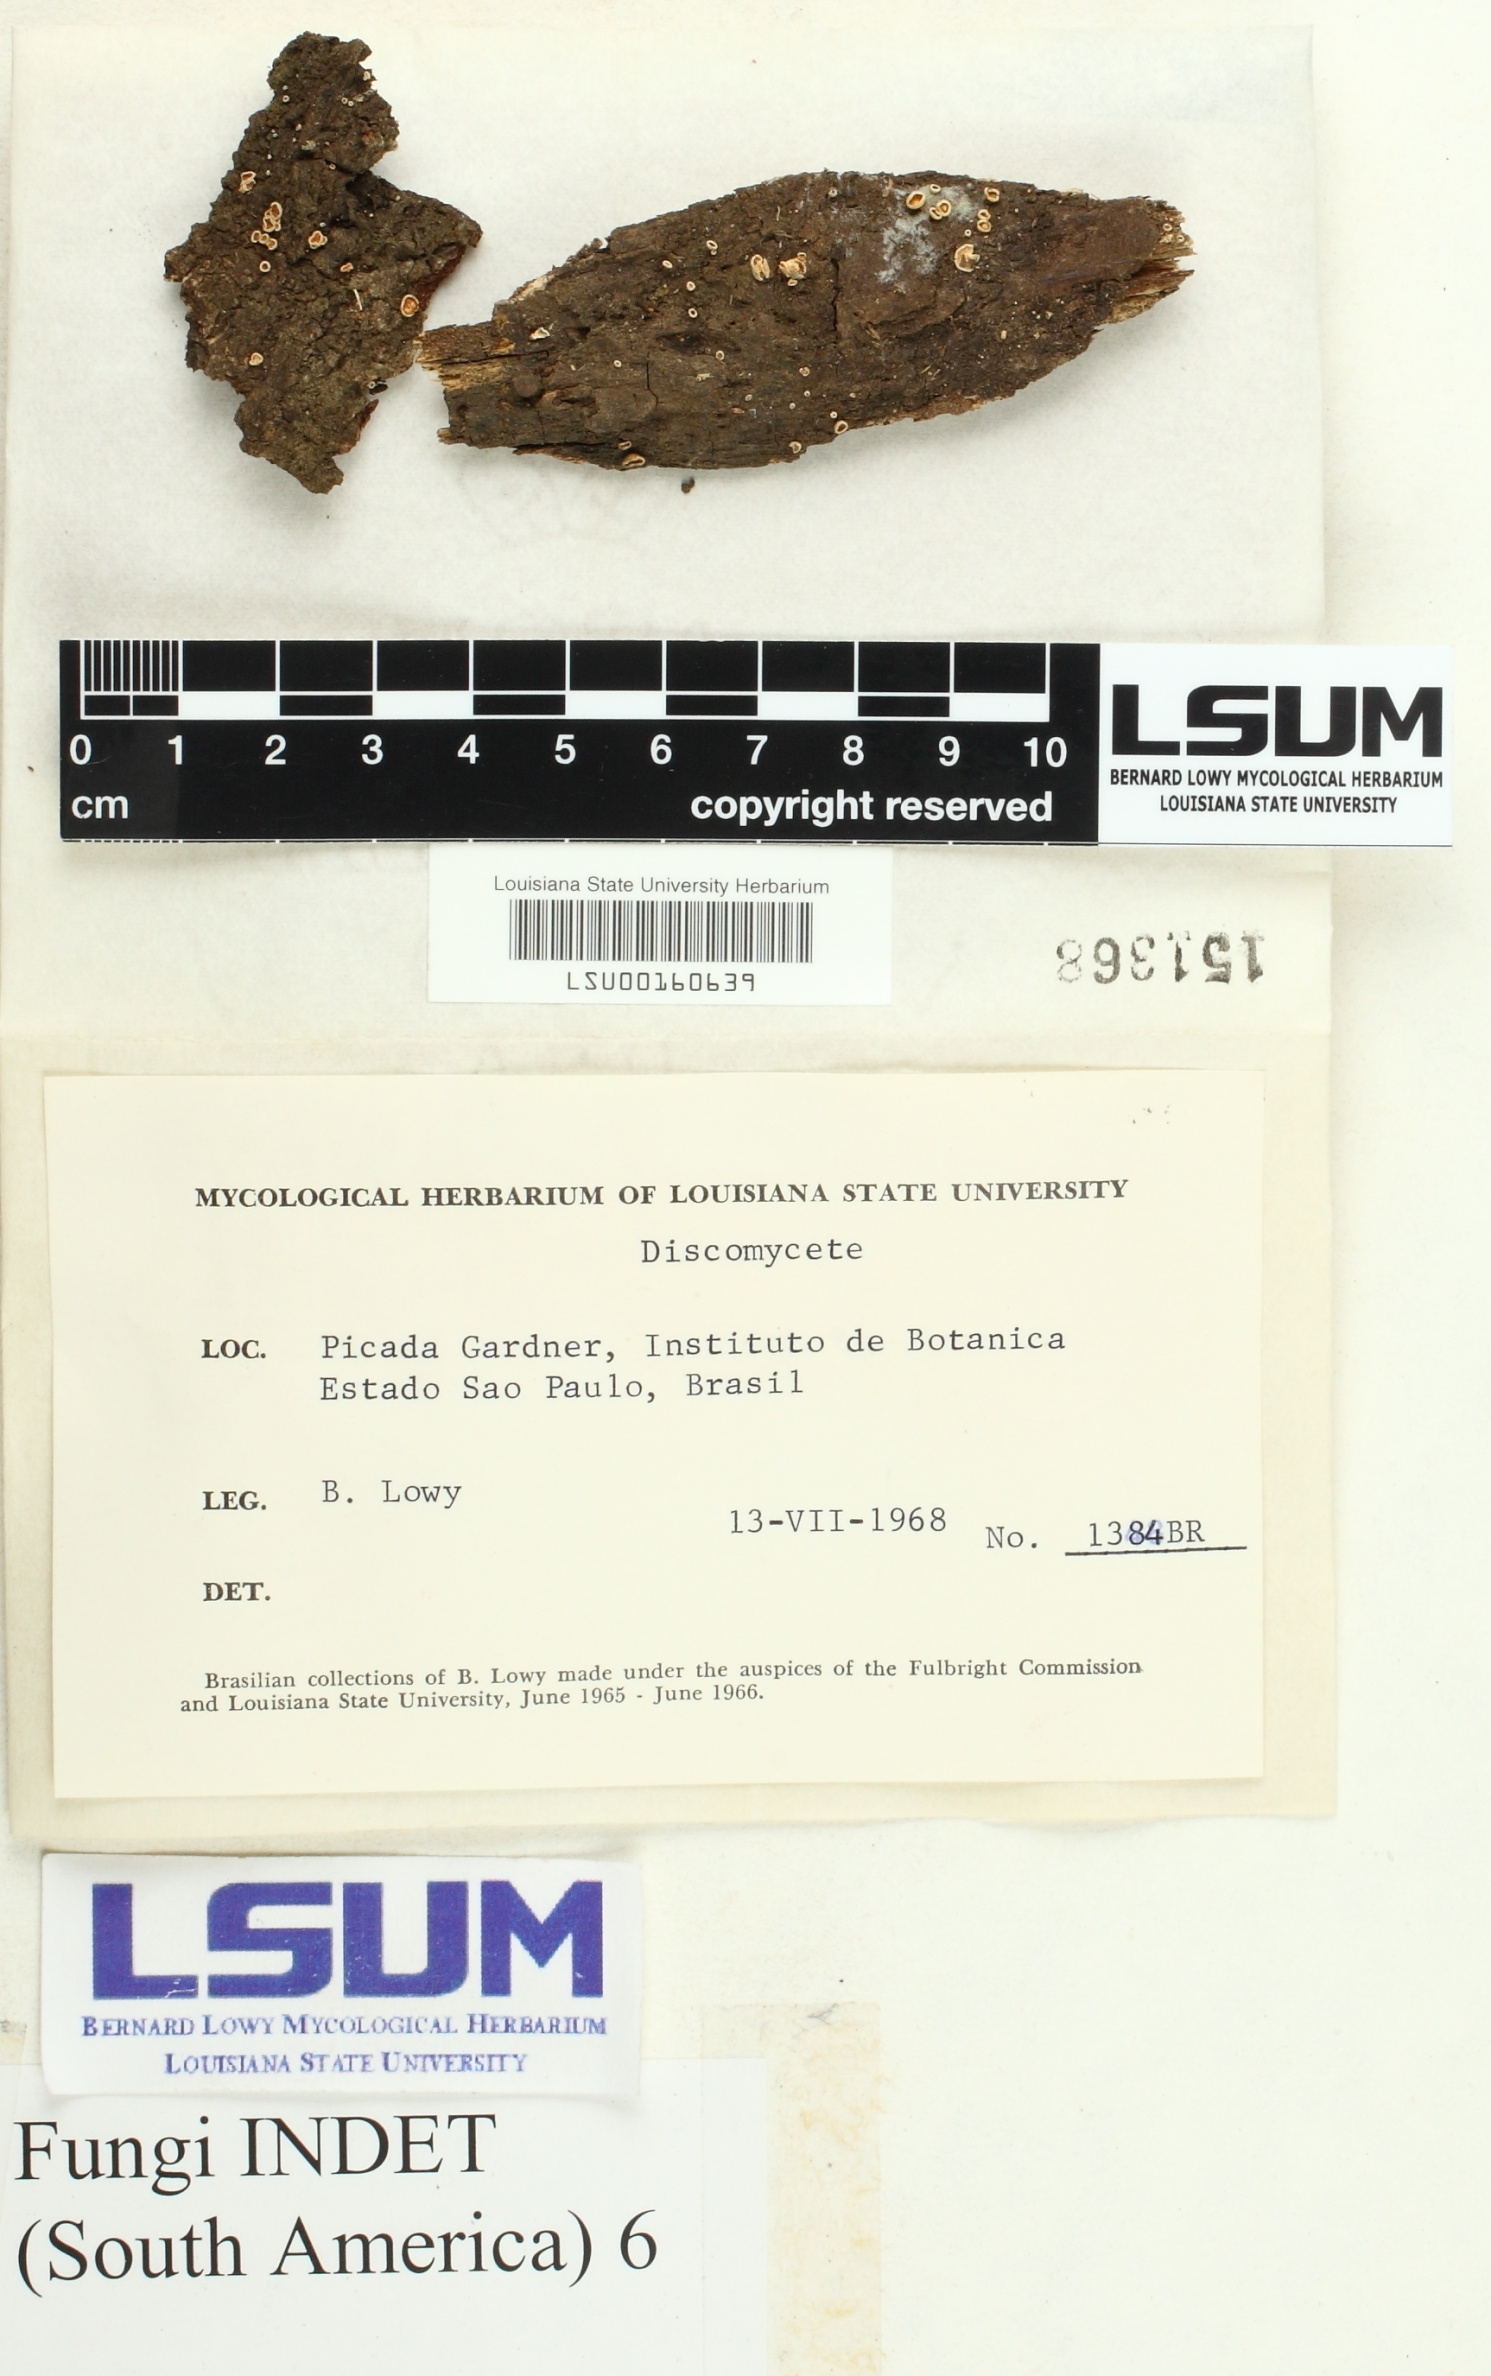 0 1 2 3 4 5 6 7 8 9 10
cm copyright reserved
LSUM
BERNARD LOWY MYCOLOGICAL HERBARIUM
LOUISIANA STATE UNIVERSITY
Louisiana State University Herbarium
LSU00160639
151368
MYCOLOGICAL HERBARIUM OF LOUISIANA STATE UNIVERSITY
Discomycete
LOC. Picada Gardner, Instituto de Botanica
Estado Sao Paulo, Brasil
LEG. B. Lowy
13-VII-1968 No. 1384BR
DET.
Brasilian collections of B. Lowy made under the auspices of the Fulbright Commission
and Louisiana State University, June 1965 - June 1966.
LSUM
BERNARD LOWY MYCOLOGICAL HERBARIUM
LOUISIANA STATE UNIVERSITY
Fungi INDET
(South America) 6